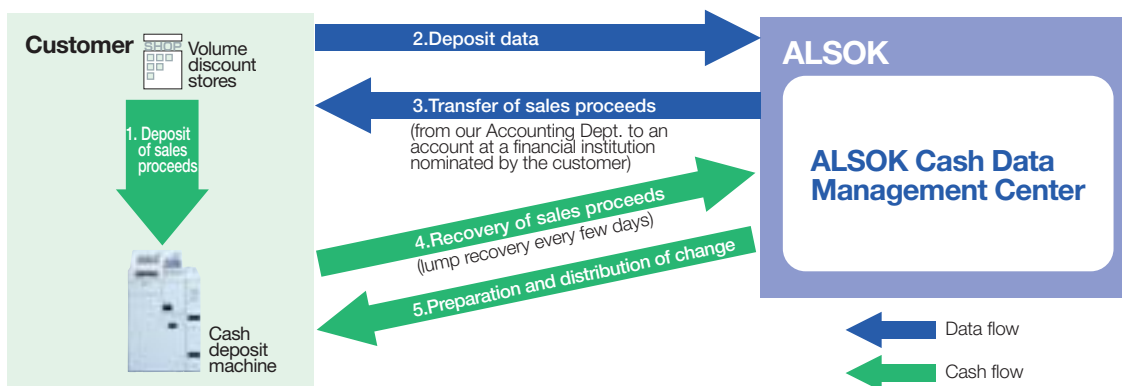 Customer
SHOP
Volume
discount
stores
1. Deposit
of sales
proceeds
Cash
deposit
machine
2.Deposit data
3.Transfer of sales proceeds
(from our Accounting Dept. to an
account at a financial institution
nominated by the customer)
4.Recovery of sales proceeds
(lump recovery every few days)
5.Preparation and distribution of change
ALSOK
ALSOK Cash Data
Management Center
Data flow
Cash flow